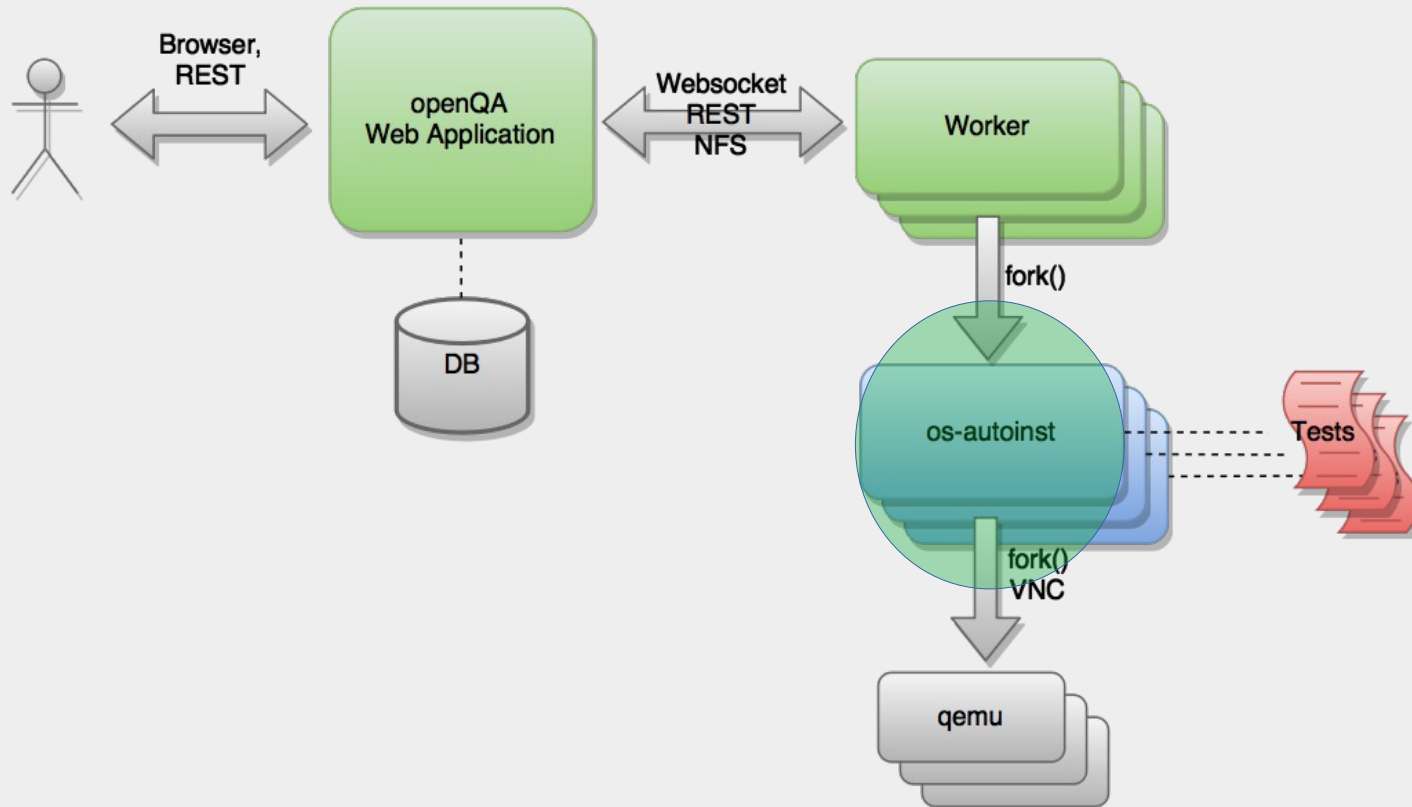 Browser,
REST
openQA
Web Application
Websocket
REST
NFS
Worker
fork()
DB
os-autoinst
Tests
fork()
VNC
qemu